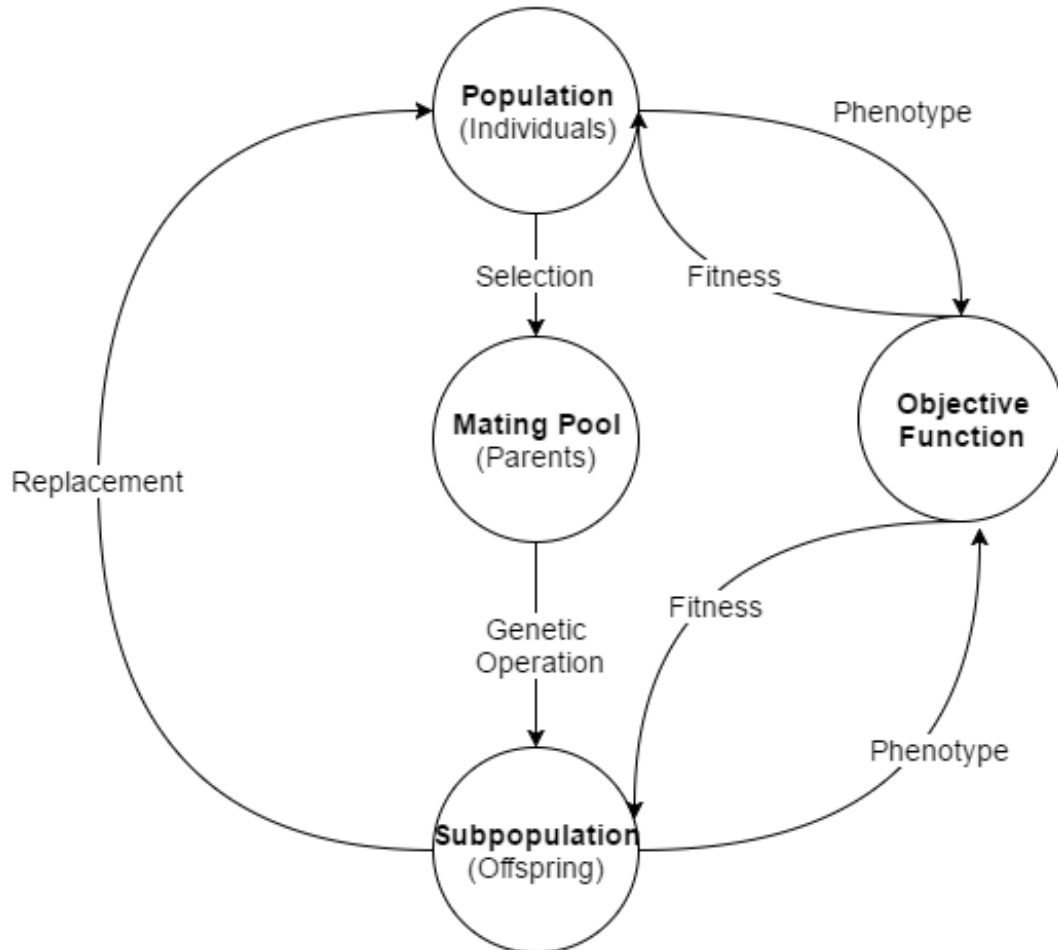 Population
(Individuals)
Phenotype
Selection
Fitness
Mating Pool
(Parents)
Objective
Function
Replacement
Fitness
Genetic
Operation
Phenotype
Subpopulation
(Offspring)